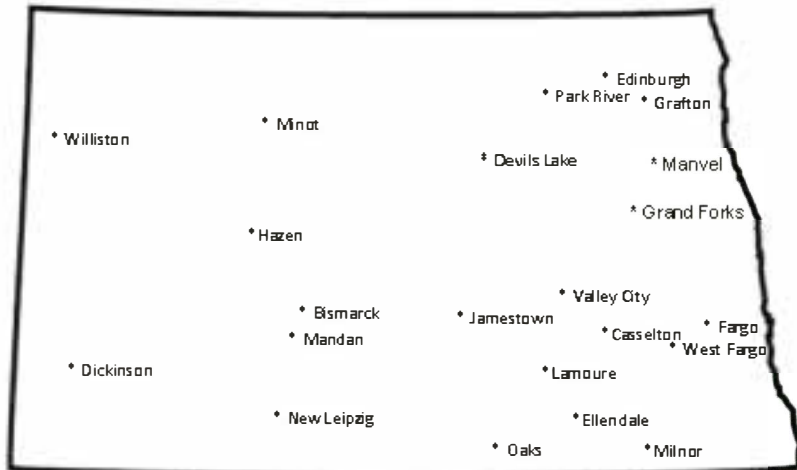 * Edinburgh
* Park River
* Grafton
* Minot
* Williston
* Devils Lake
* Manvel
* Grand Forks
* Hazen
* Valley City
* Bismarck
* Jamestown
* Fargo
* Casselton
* Mandan
* West Fargo
* Dickinson
* Lamoure
* New Leipzig
* Ellendale
* Oaks
* Milnor